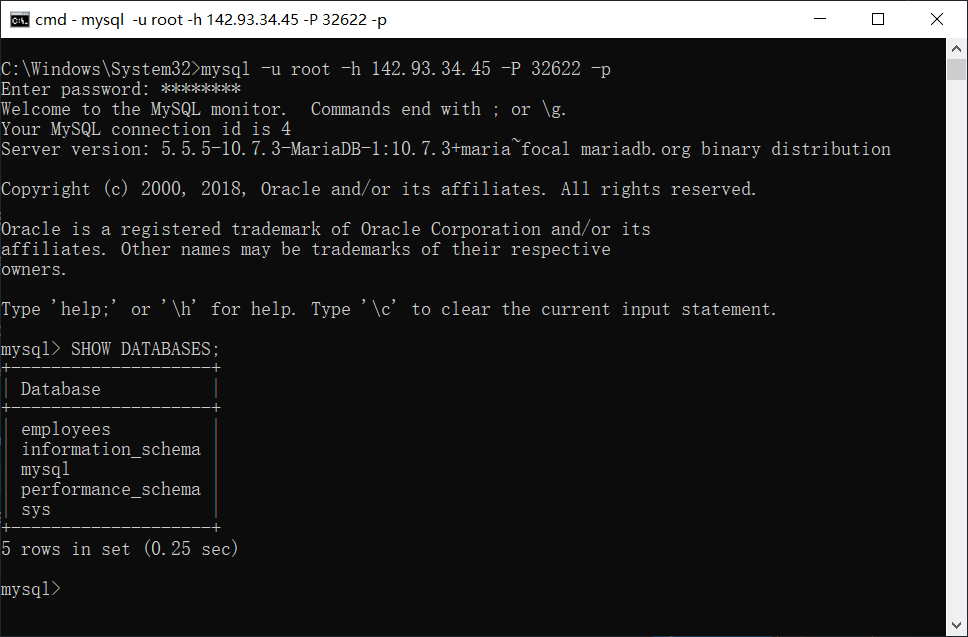 cmd - mysql  -u root -h 142.93.34.45 -P 32622 -p
C:\Windows\System32>mysql -u root -h 142.93.34.45 -P 32622 -p
Enter password: ********
Welcome to the MySQL monitor.  Commands end with ; or \g.
Your MySQL connection id is 4
Server version: 5.5.5-10.7.3-MariaDB-1:10.7.3+maria~focal mariadb.org binary distribution
Copyright (c) 2000, 2018, Oracle and/or its affiliates. All rights reserved.
Oracle is a registered trademark of Oracle Corporation and/or its
affiliates. Other names may be trademarks of their respective
owners.
Type 'help;' or '\h' for help. Type '\c' to clear the current input statement.
mysql> SHOW DATABASES;
+--------------------+
| Database           |
+--------------------+
| employees          |
| information_schema |
| mysql              |
| performance_schema |
| sys                |
+--------------------+
5 rows in set (0.25 sec)
mysql>